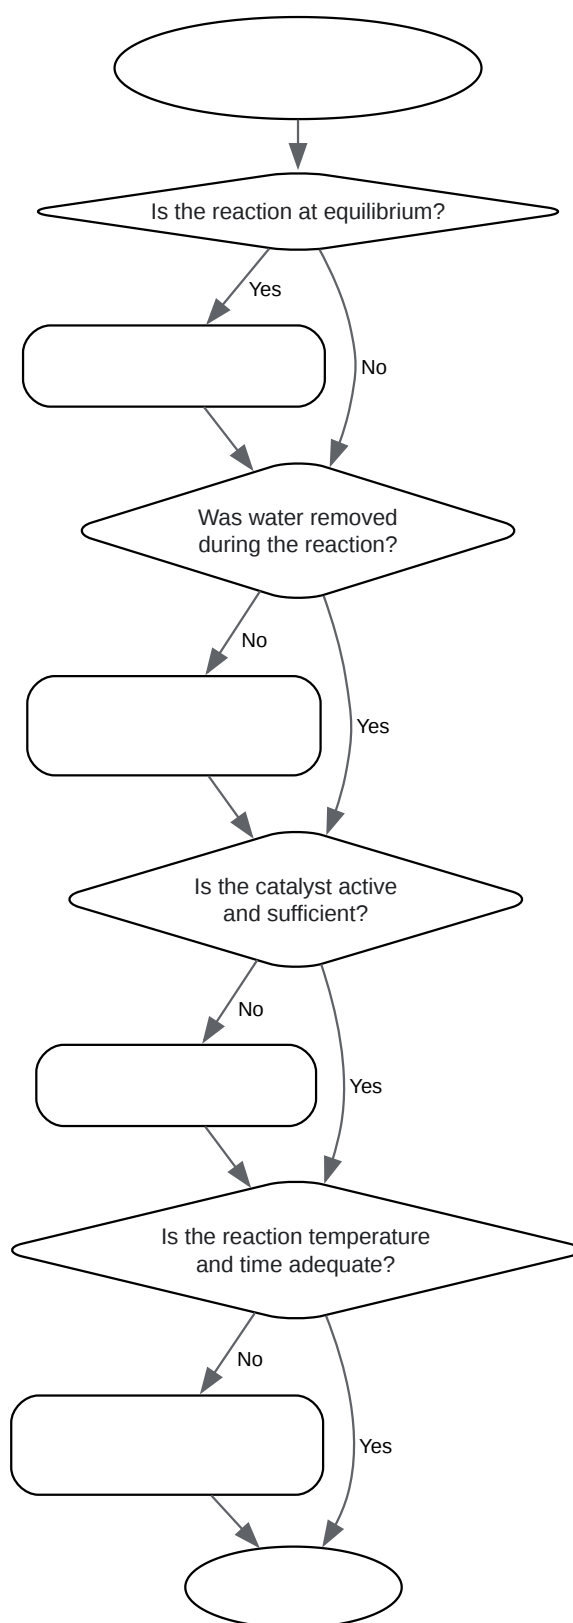 Is the reaction at equilibrium?
Yes
No
Was water removed
during the reaction?
No
Yes
Is the catalyst active
and sufficient?
No
Yes
Is the reaction temperature
and time adequate?
No
Yes